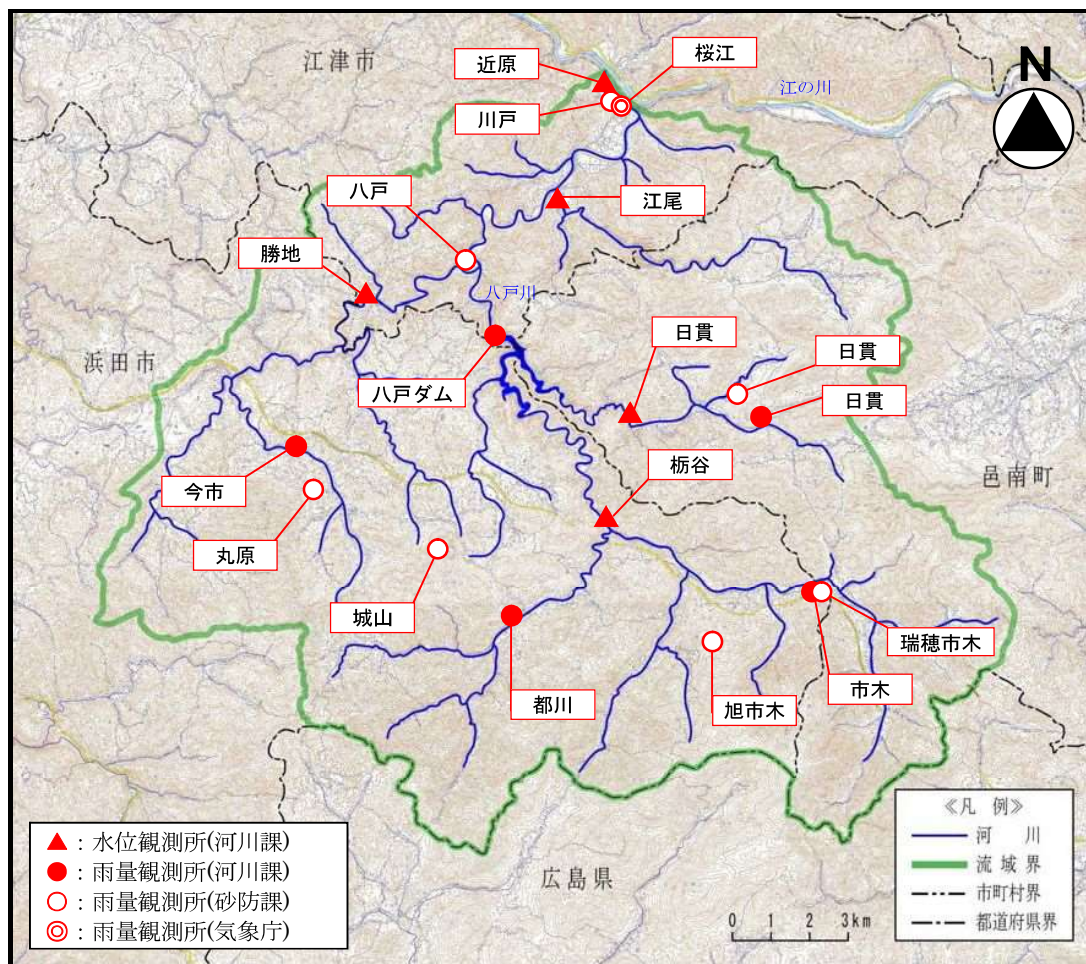 江津市
近原
桜江
N
江の川
川戸
八戸
江尾
勝地
八戸川
浜田市
日貫
日貫
八戸ダム
日貫
栃谷
邑南町
今市
丸原
城山
瑞穂市木
都川
旭市木
市木
広島県
▲：水位観測所(河川課)
●：雨量観測所(河川課)
○：雨量観測所(砂防課)
◎：雨量観測所(気象庁)
0 1 2 3km
≪凡 例≫
河 川
流 域 界
市町村界
都道府県界